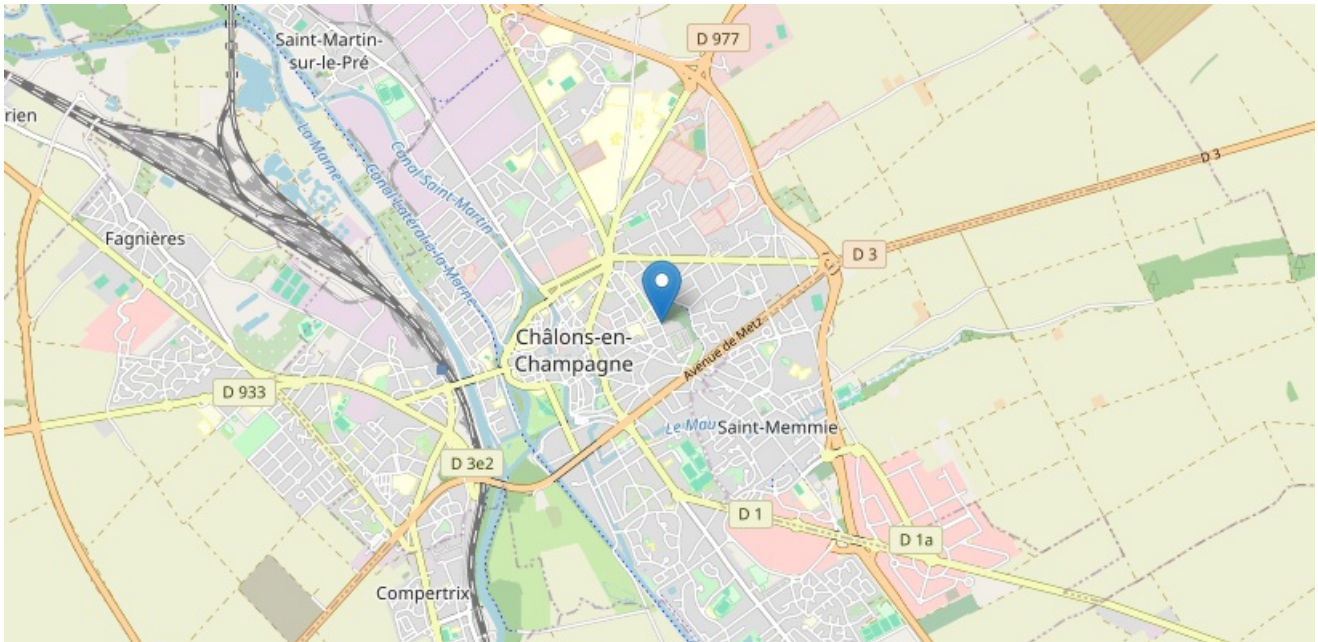 Saint-Martin-
sur-le-Pré
D 977
rien
La Marne
Canal Saint-Martin
Canal Latéral à la Marne
D 3
Fagnières
D 3
Châlons-en-
Champagne
Avenue de Metz
D 933
Le Mau
Saint-Memmie
D 3e2
D 1
D 1a
Compertrix